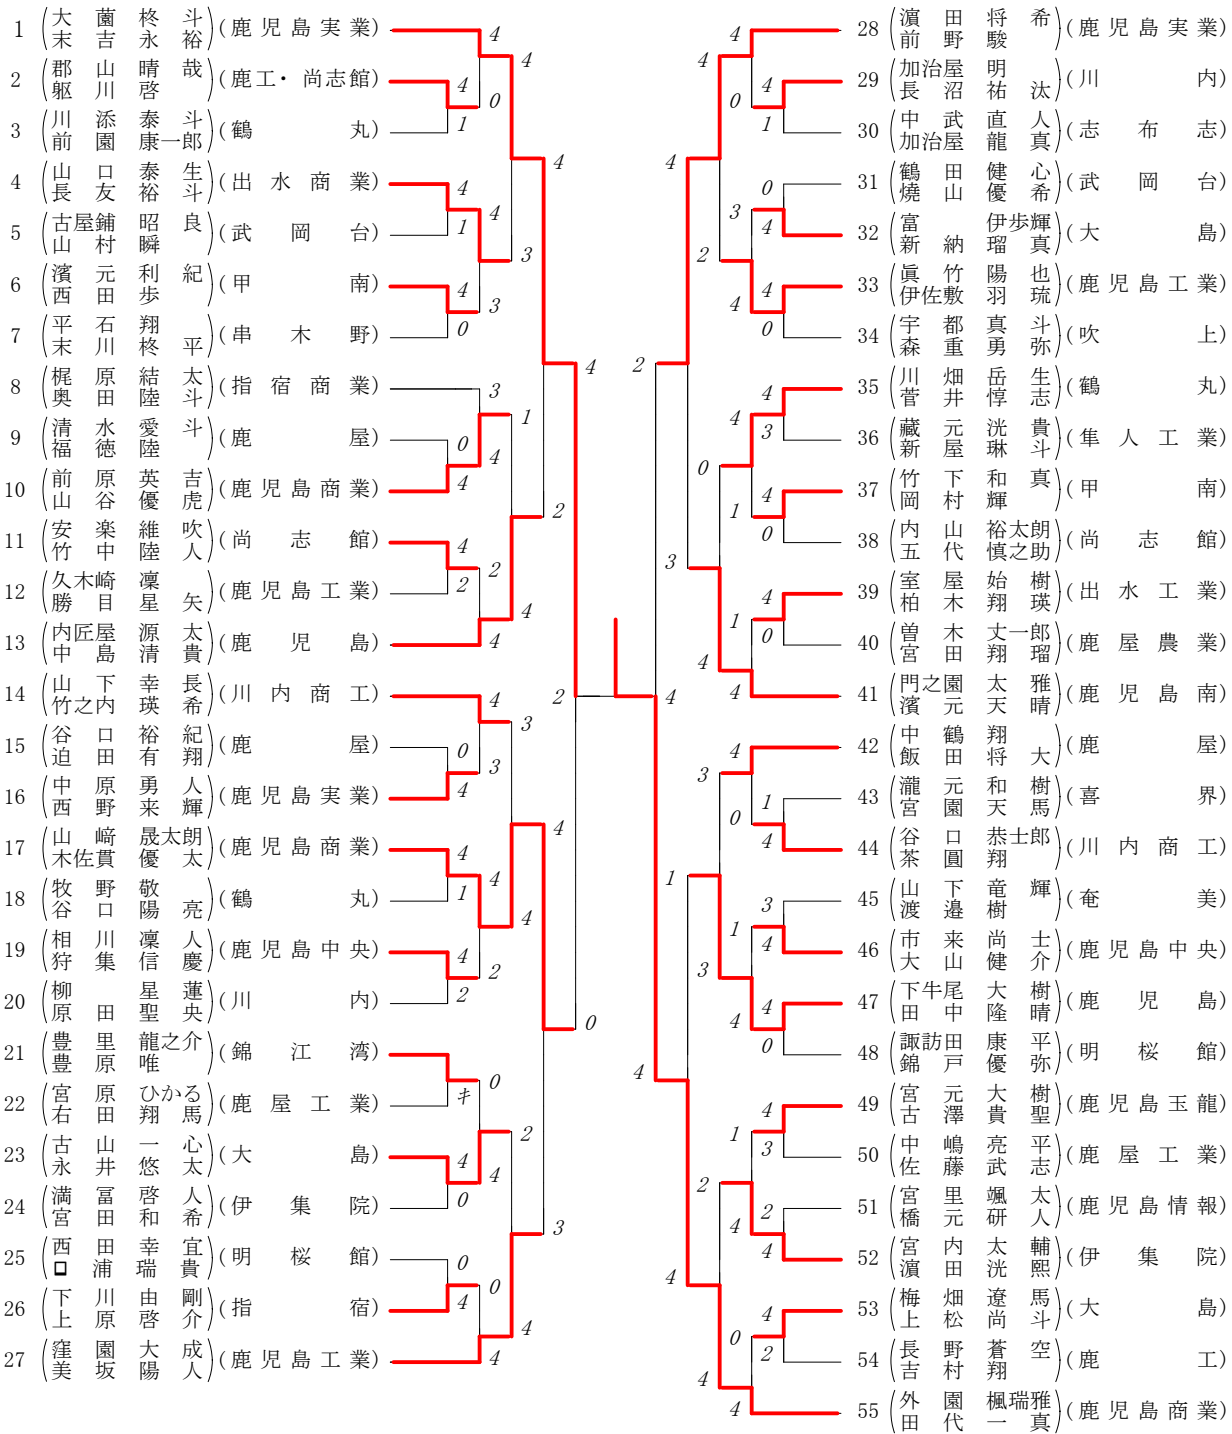 1 (大薗柊斗 末吉永裕)(鹿児島実業)
2 (郡山晴哉 躯川啓)(鹿工・尚志館)
3 (川添泰斗 前園康一郎)(鶴丸)
4 (山口泰生 長友裕斗)(出水商業)
5 (古屋鋪昭良 山村瞬)(武岡台)
6 (濱元利紀 西田歩)(甲南)
7 (平石翔 末川柊平)(串木野)
8 (梶原結太 奥田陸斗)(指宿商業)
9 (清水愛斗 福徳陸)(鹿屋)
10 (前原英吉 山谷優虎)(鹿児島商業)
11 (安楽維吹 竹中陸人)(尚志館)
12 (久木崎凜 勝目星矢)(鹿児島工業)
13 (内匠屋源太 中島清貴)(鹿児島)
14 (山下幸長 竹之内瑛希)(川内商工)
15 (谷口裕紀 迫田有翔)(鹿屋)
16 (中原勇人 西野来輝)(鹿児島実業)
17 (山﨑晟太朗 木佐貫優太)(鹿児島商業)
18 (牧野敬 谷口陽亮)(鶴丸)
19 (相川凜人 狩集信慶)(鹿児島中央)
20 (柳星蓮 原田聖央)(川内)
21 (豊里龍之介 豊原唯)(錦江湾)
22 (宮原ひかる 右田翔馬)(鹿屋工業)
23 (古山一心 永井悠太)(大島)
24 (満冨啓人 宮田和希)(伊集院)
25 (西田幸宜 口浦瑞貴)(明桜館)
26 (下川由剛 上原啓介)(指宿)
27 (窪園大成 美坂陽人)(鹿児島工業)
28 (濵田将希 前野駿)(鹿児島実業)
29 (加治屋明 長沼祐汰)(川内)
30 (中武直人 加治屋龍真)(志布志)
31 (鶴田健心 燒山優希)(武岡台)
32 (富伊歩輝 新納瑠真)(大島)
33 (眞竹陽也 伊佐敷羽琉)(鹿児島工業)
34 (宇都真斗 森重勇弥)(吹上)
35 (川畑岳生 菅井惇志)(鶴丸)
36 (藏元洸貴 新屋琳斗)(隼人工業)
37 (竹下和真 岡村輝)(甲南)
38 (内山裕太朗 五代慎之助)(尚志館)
39 (室屋始樹 柏木翔瑛)(出水工業)
40 (曽木丈一郎 宮田翔瑠)(鹿屋農業)
41 (門之園太雅 濱元天晴)(鹿児島南)
42 (中鶴翔 飯田将大)(鹿屋)
43 (瀧元和樹 宮園天馬)(喜界)
44 (谷口恭士郎 茶圓翔)(川内商工)
45 (山下竜輝 渡邉樹)(奄美)
46 (市来尚士 大山健介)(鹿児島中央)
47 (下牛尾大樹 田中隆晴)(鹿児島)
48 (諏訪田康平 錦戸優弥)(明桜館)
49 (宮元大樹 古澤貴聖)(鹿児島玉龍)
50 (中嶋亮平 佐藤武志)(鹿屋工業)
51 (宮里颯太 橋元研人)(鹿児島情報)
52 (宮内太輔 濵田洸熙)(伊集院)
53 (梅畑遼馬 上松尚斗)(大島)
54 (長野蒼空 吉村翔)(鹿工)
55 (外園楓瑞雅 田代一真)(鹿児島商業)